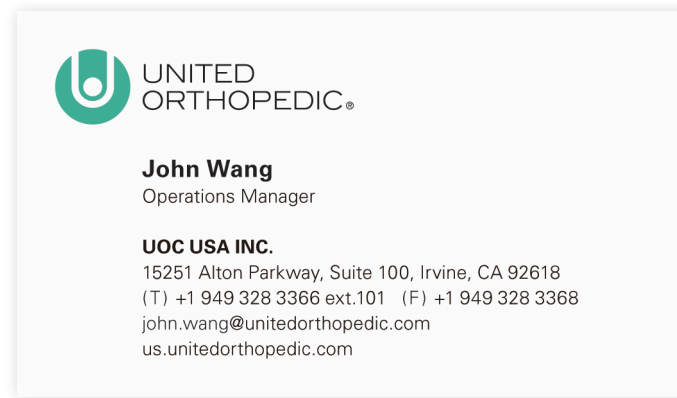 UNITED
ORTHOPEDIC®
John Wang
Operations Manager
UOC USA INC.
15251 Alton Parkway, Suite 100, Irvine, CA 92618
(T) +1 949 328 3366 ext.101 (F) +1 949 328 3368
john.wang@unitedorthopedic.com
us.unitedorthopedic.com